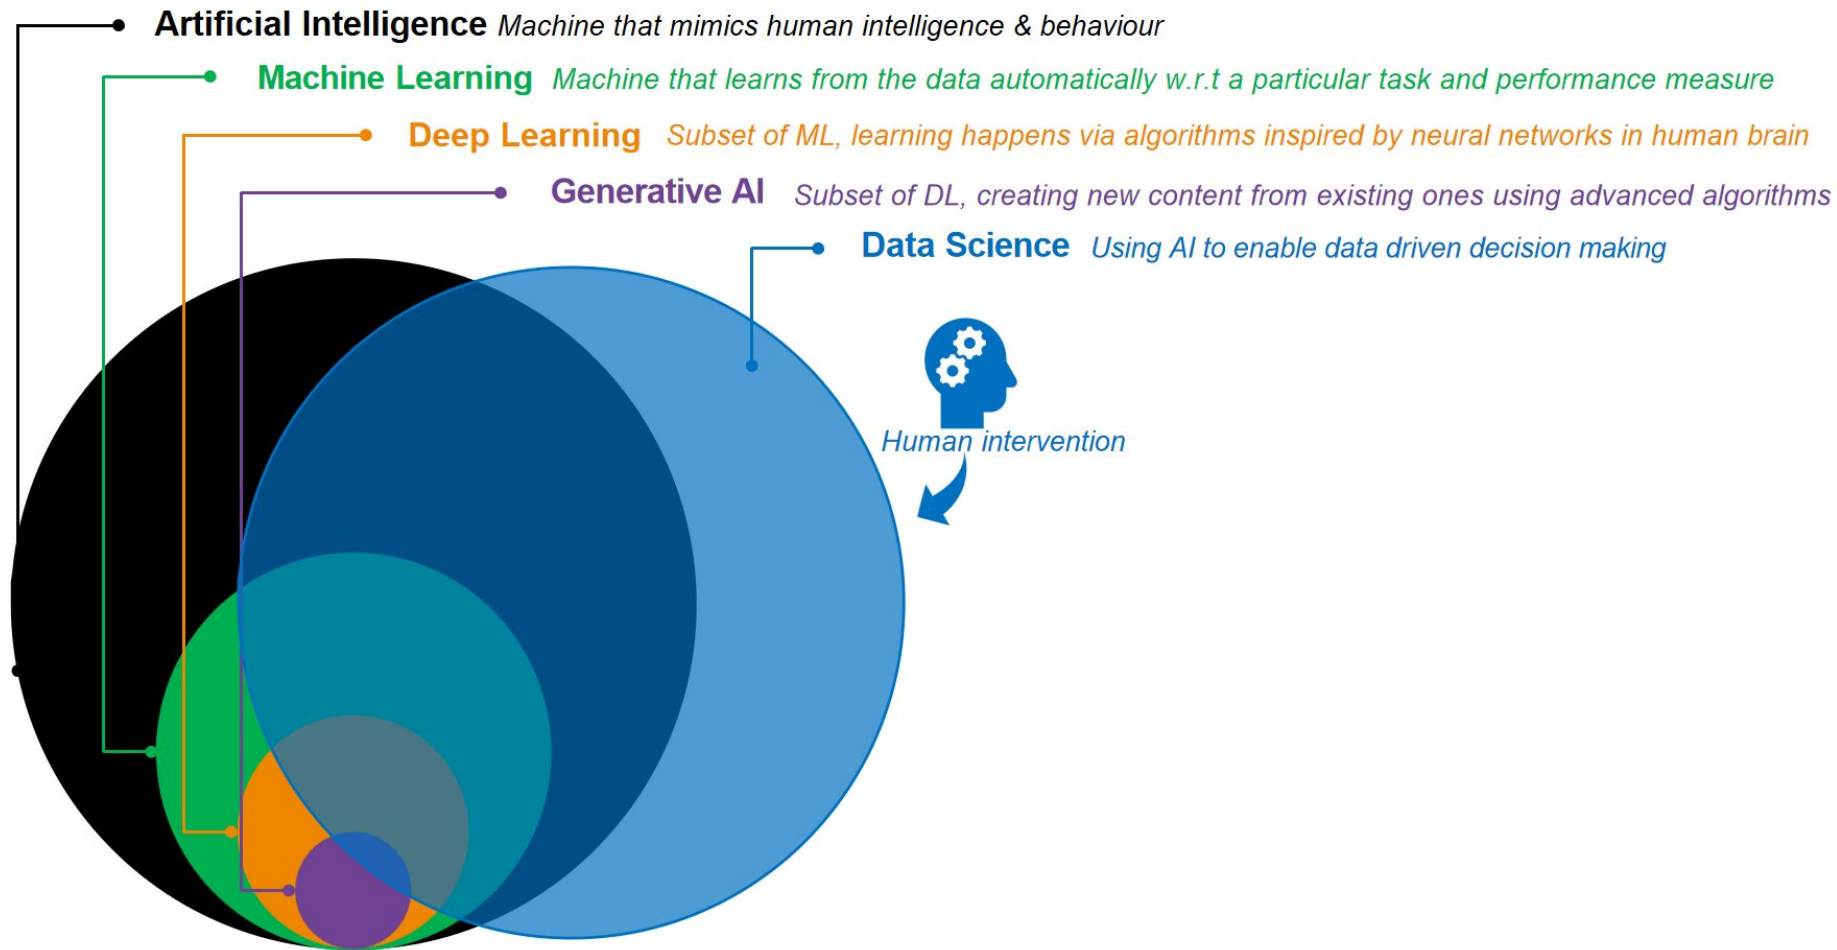 Artificial Intelligence Machine that mimics human intelligence & behaviour
Machine Learning Machine that learns from the data automatically w.r.t a particular task and performance measure
Deep Learning Subset of ML, learning happens via algorithms inspired by neural networks in human brain
Generative AI Subset of DL, creating new content from existing ones using advanced algorithms
Data Science Using AI to enable data driven decision making
Human intervention